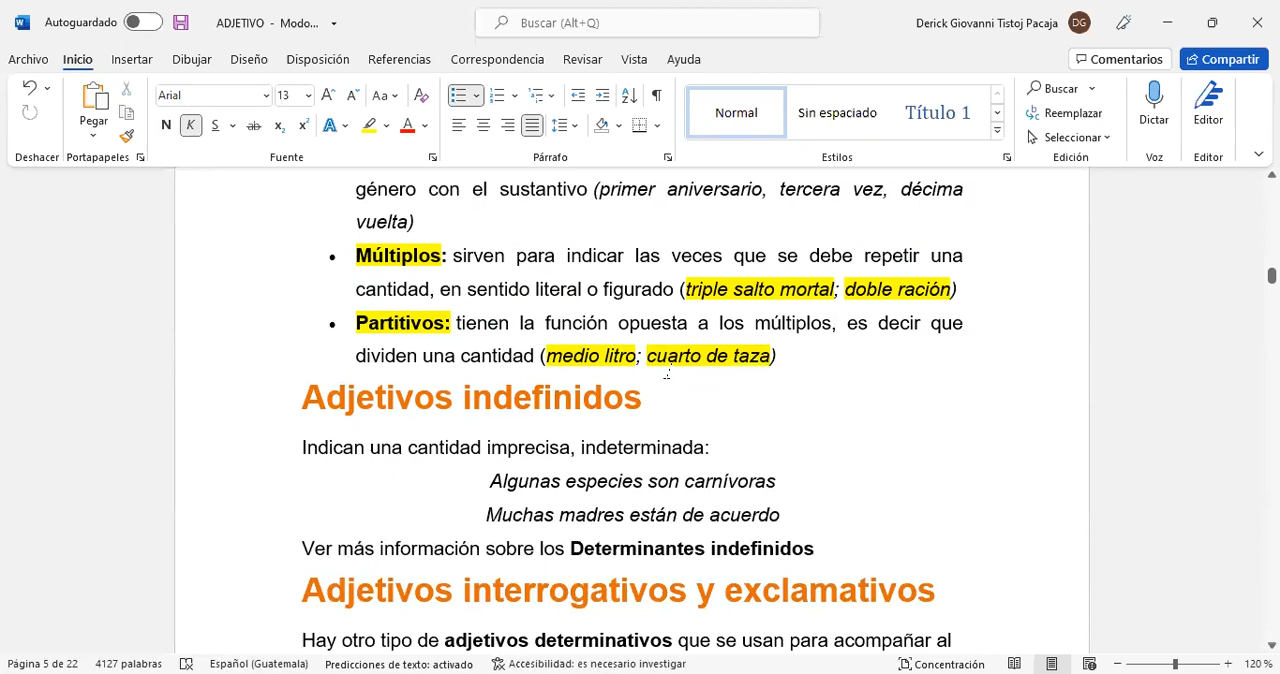 Autoguardado ADJETIVO - Modo... Buscar (Alt+Q) Derick Giovanni Tistoj Pacaja DG
Archivo Inicio Insertar Dibujar Diseño Disposición Referencias Correspondencia Revisar Vista Ayuda Comentarios Compartir
Arial 13 Aa Buscar
Pegar Normal Sin espaciado Título 1 Reemplazar Dictar Editor
N K S ab x₂ x² A A Seleccionar
Deshacer Portapapeles Fuente Párrafo Estilos Edición Voz Editor
género con el sustantivo (primer aniversario, tercera vez, décima
vuelta)
• Múltiplos: sirven para indicar las veces que se debe repetir una
cantidad, en sentido literal o figurado (triple salto mortal; doble ración)
• Partitivos: tienen la función opuesta a los múltiplos, es decir que
dividen una cantidad (medio litro; cuarto de taza)
Adjetivos indefinidos
Indican una cantidad imprecisa, indeterminada:
Algunas especies son carnívoras
Muchas madres están de acuerdo
Ver más información sobre los Determinantes indefinidos
Adjetivos interrogativos y exclamativos
Hay otro tipo de adjetivos determinativos que se usan para acompañar al
Página 5 de 22 4127 palabras Español (Guatemala) Predicciones de texto: activado Accesibilidad: es necesario investigar Concentración 120 %